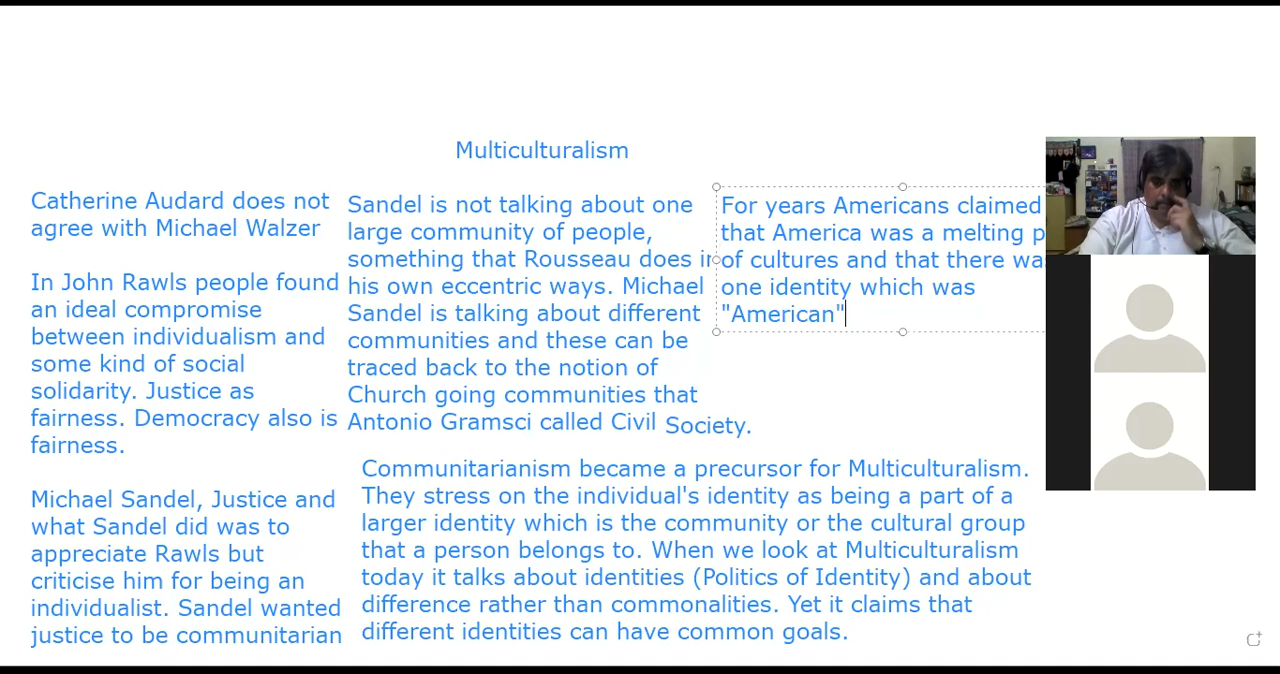 Multiculturalism
Catherine Audard does not
agree with Michael Walzer
In John Rawls people found
an ideal compromise
between individualism and
some kind of social
solidarity. Justice as
fairness. Democracy also is
fairness.
Michael Sandel, Justice and
what Sandel did was to
appreciate Rawls but
criticise him for being an
individualist. Sandel wanted
justice to be communitarian
Sandel is not talking about one
large community of people,
something that Rousseau does in
his own eccentric ways. Michael
Sandel is talking about different
communities and these can be
traced back to the notion of
Church going communities that
Antonio Gramsci called Civil Society.
Communitarianism became a precursor for Multiculturalism.
They stress on the individual's identity as being a part of a
larger identity which is the community or the cultural group
that a person belongs to. When we look at Multiculturalism
today it talks about identities (Politics of Identity) and about
difference rather than commonalities. Yet it claims that
different identities can have common goals.
For years Americans claimed
that America was a melting
of cultures and that there was
one identity which was
"American"